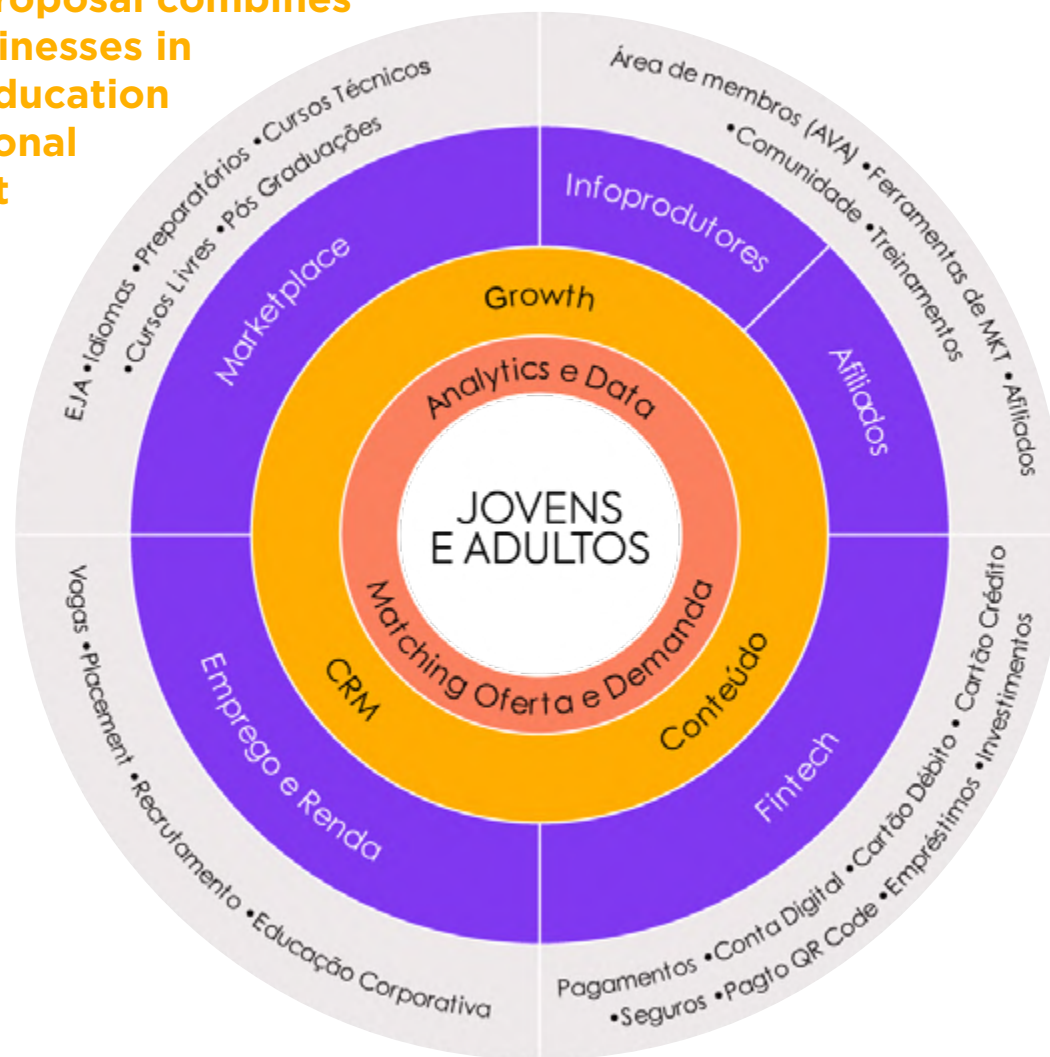 roposal combines
inesses in
ducation
onal
t
EJA •Idiomas •Preparatórios •Cursos Técnicos
•Cursos Livres •Pós Graduações
Marketplace
Área de membros (AVA) •Ferramentas de MKT •Afiliados
•Comunidade •Treinamentos
Infoprodutores
Afiliados
Growth
Analytics e Data
JOVENS
E ADULTOS
Matching Oferta e Demanda
CRM
Conteúdo
Emprego e Renda
Vagas •Placement •Recrutamento •Educação Corporativa
Fintech
Pagamentos •Conta Digital •Cartão Débito • Cartão Crédito
•Seguros •Pagto QR Code •Empréstimos •Investimentos